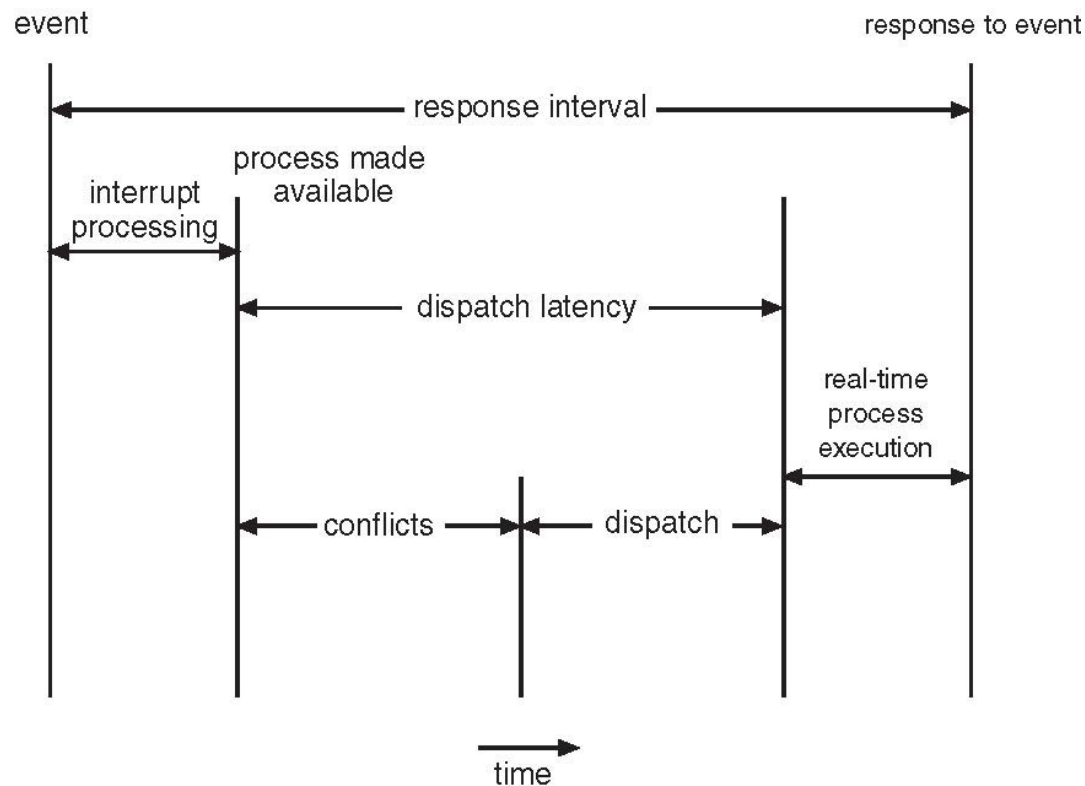 event
response to event
response interval
process made
available
interrupt
processing
dispatch latency
real-time
process
execution
conflicts
dispatch
time